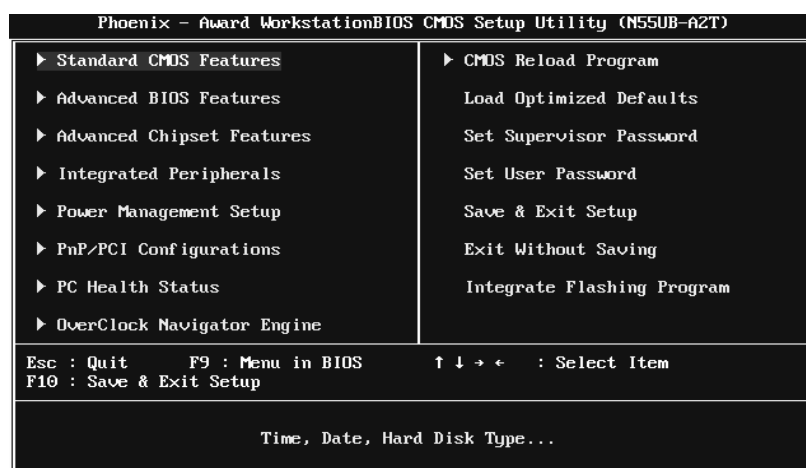 Phoenix - Award WorkstationBIOS CMOS Setup Utility (N55UB-A2T)
▶ Standard CMOS Features
▶ Advanced BIOS Features
▶ Advanced Chipset Features
▶ Integrated Peripherals
▶ Power Management Setup
▶ PnP/PCI Configurations
▶ PC Health Status
▶ OverClock Navigator Engine
▶ CMOS Reload Program
Load Optimized Defaults
Set Supervisor Password
Set User Password
Save & Exit Setup
Exit Without Saving
Integrate Flashing Program
Esc : Quit F9 : Menu in BIOS ↑ ↓ → ← : Select Item
F10 : Save & Exit Setup
Time, Date, Hard Disk Type...